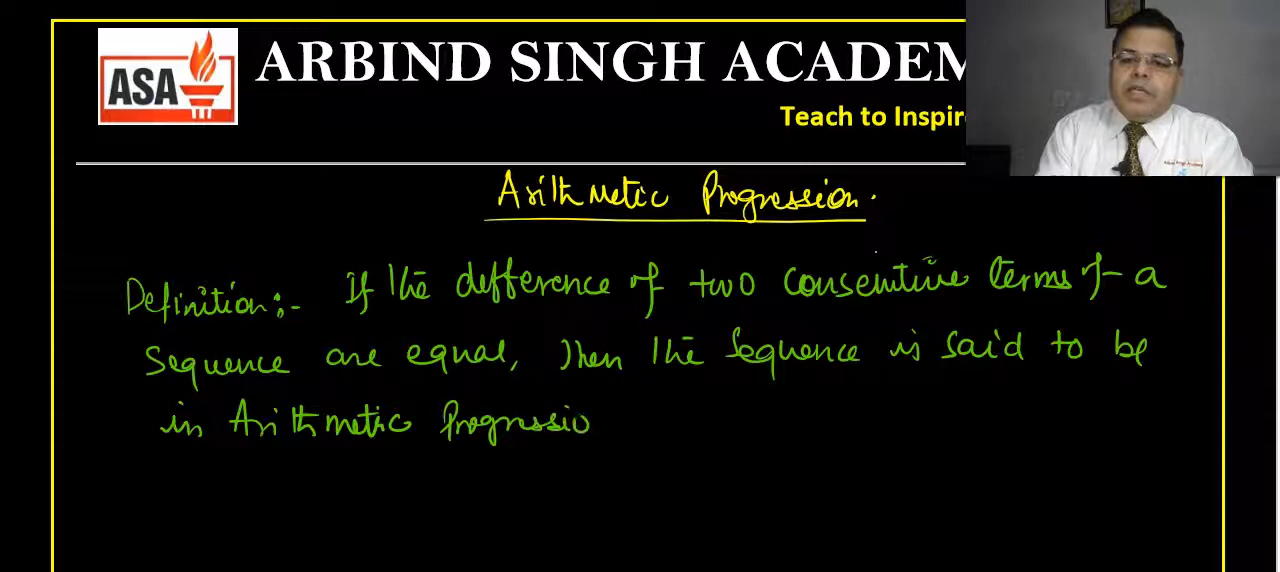 ASA
ARBIND SINGH ACADEM
Teach to Inspir
Arithmetic Progression.
Definition:- If the difference of two consecutive terms of a
sequence are equal, then the sequence is said to be
in Arithmetic Progressio